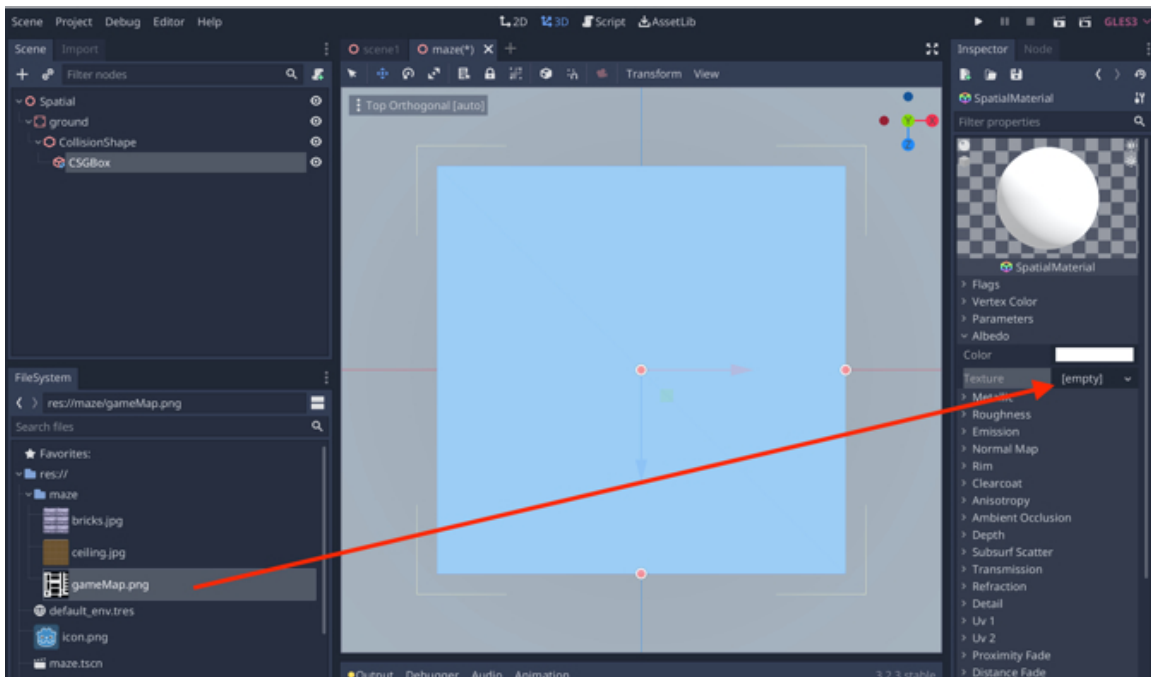 Scene Project Debug Editor Help
2D 3D Script AssetLib
GLES3
Scene Import
scene1 maze(*)
Inspector Node
Filter nodes
Transform View
Spatial
ground
CollisionShape
CSGBox
Top Orthogonal [auto]
Y
X
Z
SpatialMaterial
Filter properties
SpatialMaterial
Flags
Vertex Color
Parameters
Albedo
Color
Texture [empty]
Metallic
Roughness
Emission
Normal Map
Rim
Clearcoat
Anisotropy
Ambient Occlusion
Depth
Subsurf Scatter
Transmission
Refraction
Detail
Uv 1
Uv 2
Proximity Fade
Distance Fade
FileSystem
res://maze/gameMap.png
Search files
Favorites:
res://
maze
bricks.jpg
ceiling.jpg
gameMap.png
default_env.tres
icon.png
maze.tscn
Output Debugger Audio Animation
3.2.3.stable